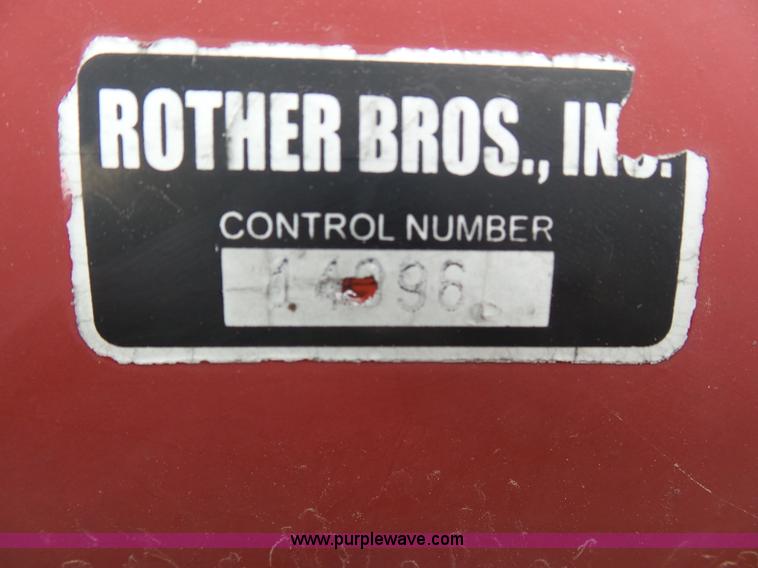 ROTHER BROS., INC.
CONTROL NUMBER
www.purplewave.com